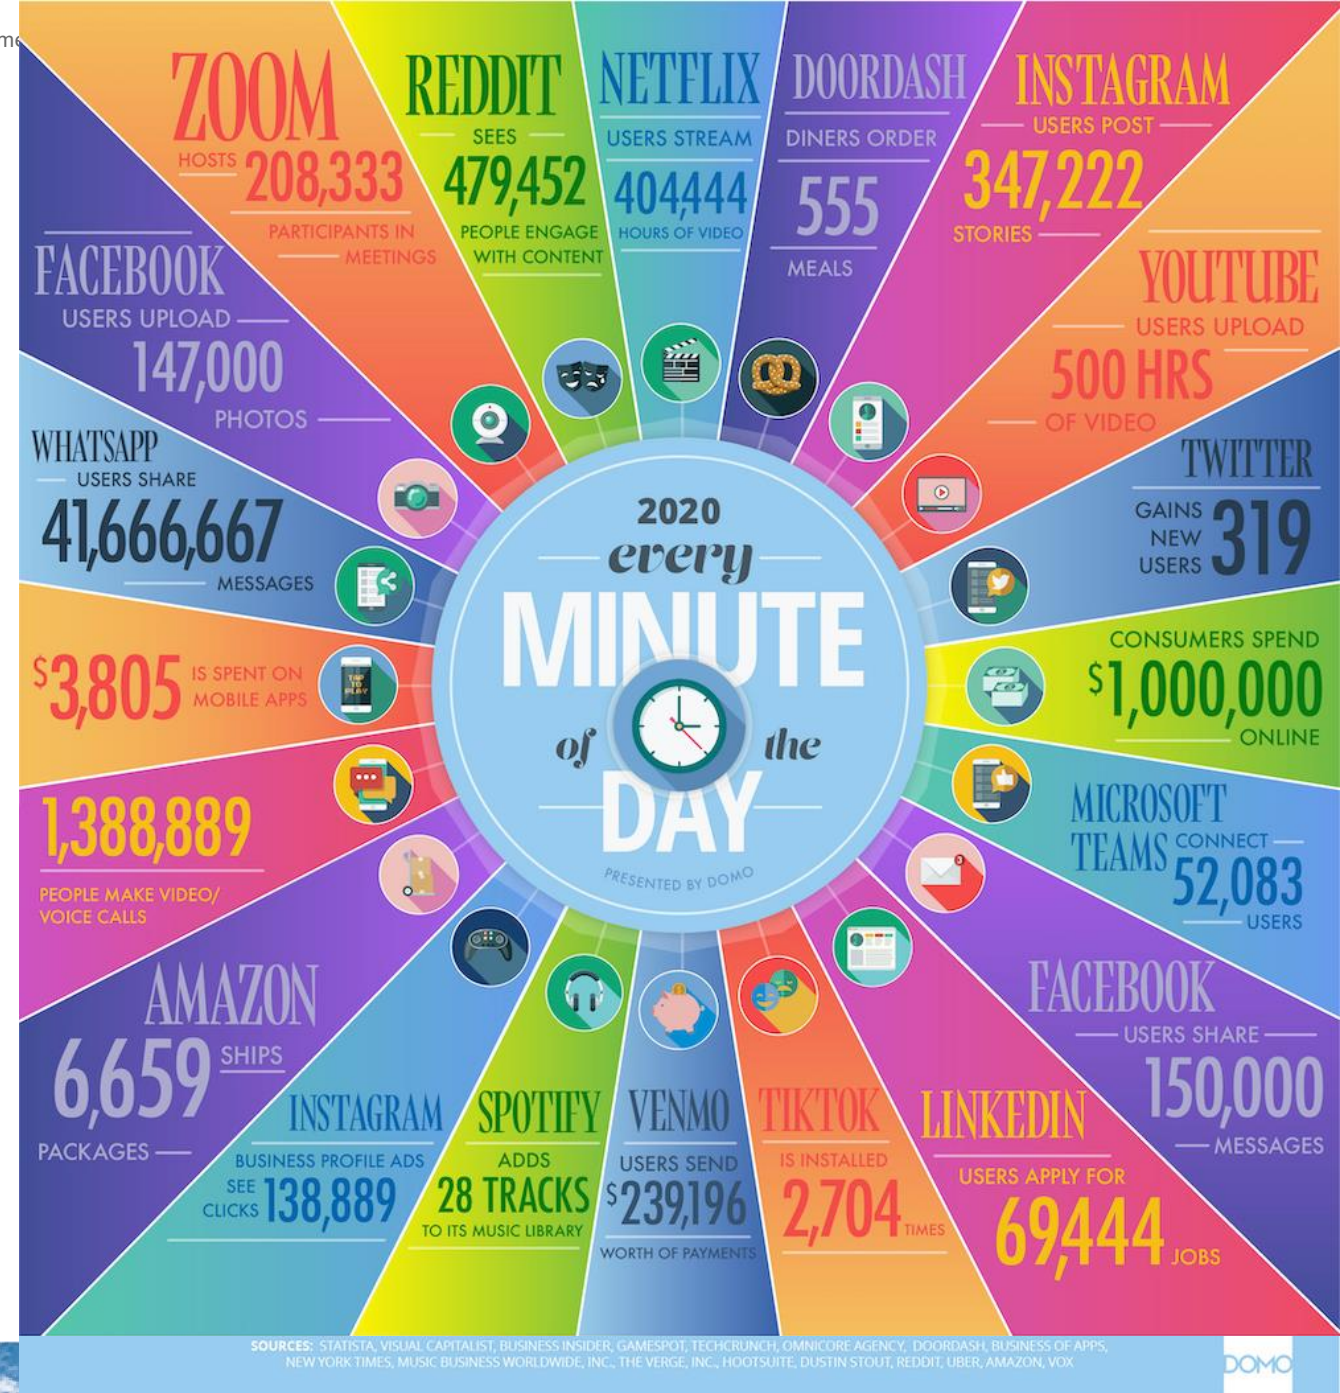 ZOOM
HOSTS 208,333
PARTICIPANTS IN
MEETINGS
REDDIT
SEES
479,452
PEOPLE ENGAGE
WITH CONTENT
NETFLIX
USERS STREAM
404,444
HOURS OF VIDEO
DOORDASH
DINERS ORDER
555
MEALS
INSTAGRAM
USERS POST
347,222
STORIES
YOUTUBE
USERS UPLOAD
500 HRS
OF VIDEO
TWITTER
GAINS
NEW
USERS 319
CONSUMERS SPEND
$1,000,000
ONLINE
MICROSOFT
TEAMS CONNECT
52,083
USERS
FACEBOOK
USERS SHARE
150,000
MESSAGES
LINKEDIN
USERS APPLY FOR
69,444 JOBS
TIKTOK
IS INSTALLED
2,704 TIMES
VENMO
USERS SEND
$239,196
WORTH OF PAYMENTS
SPOTIFY
ADDS
28 TRACKS
TO ITS MUSIC LIBRARY
INSTAGRAM
BUSINESS PROFILE ADS
SEE
CLICKS 138,889
AMAZON
6,659 SHIPS
PACKAGES
1,388,889
PEOPLE MAKE VIDEO/
VOICE CALLS
$3,805 IS SPENT ON
MOBILE APPS
WHATSAPP
USERS SHARE
41,666,667
MESSAGES
FACEBOOK
USERS UPLOAD
147,000
PHOTOS
TAP
TO
PLAY
3
2020
every
MINUTE
of the
DAY
PRESENTED BY DOMO
SOURCES: STATISTA, VISUAL CAPITALIST, BUSINESS INSIDER, GAMESPOT, TECHCRUNCH, OMNICORE AGENCY, DOORDASH, BUSINESS OF APPS,
NEW YORK TIMES, MUSIC BUSINESS WORLDWIDE, INC., THE VERGE, INC., HOOTSUITE, DUSTIN STOUT, REDDIT, UBER, AMAZON, VOX
DOMO